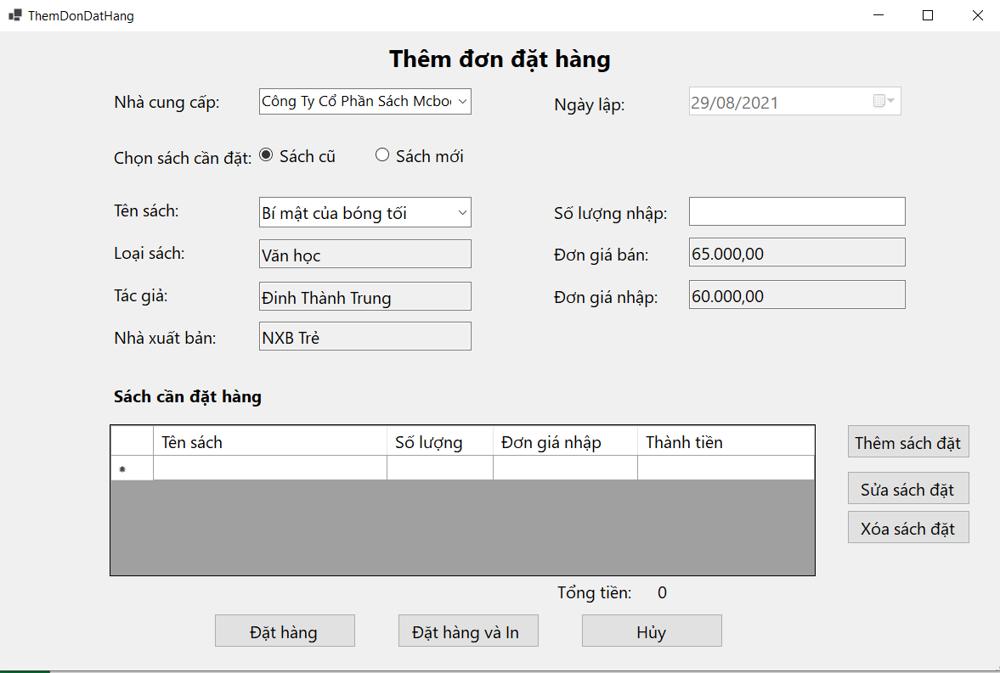 ThemDonDatHang
Thêm đơn đặt hàng
Nhà cung cấp: Công Ty Cổ Phần Sách Mcboo Ngày lập: 29/08/2021
Chọn sách cần đặt: Sách cũ Sách mới
Tên sách: Bí mật của bóng tối Số lượng nhập:
Loại sách: Văn học Đơn giá bán: 65.000,00
Tác giả: Đinh Thành Trung Đơn giá nhập: 60.000,00
Nhà xuất bản: NXB Trẻ
Sách cần đặt hàng
Tên sách Số lượng Đơn giá nhập Thành tiền
Thêm sách đặt
Sửa sách đặt
Xóa sách đặt
Tổng tiền: 0
Đặt hàng Đặt hàng và In Hủy